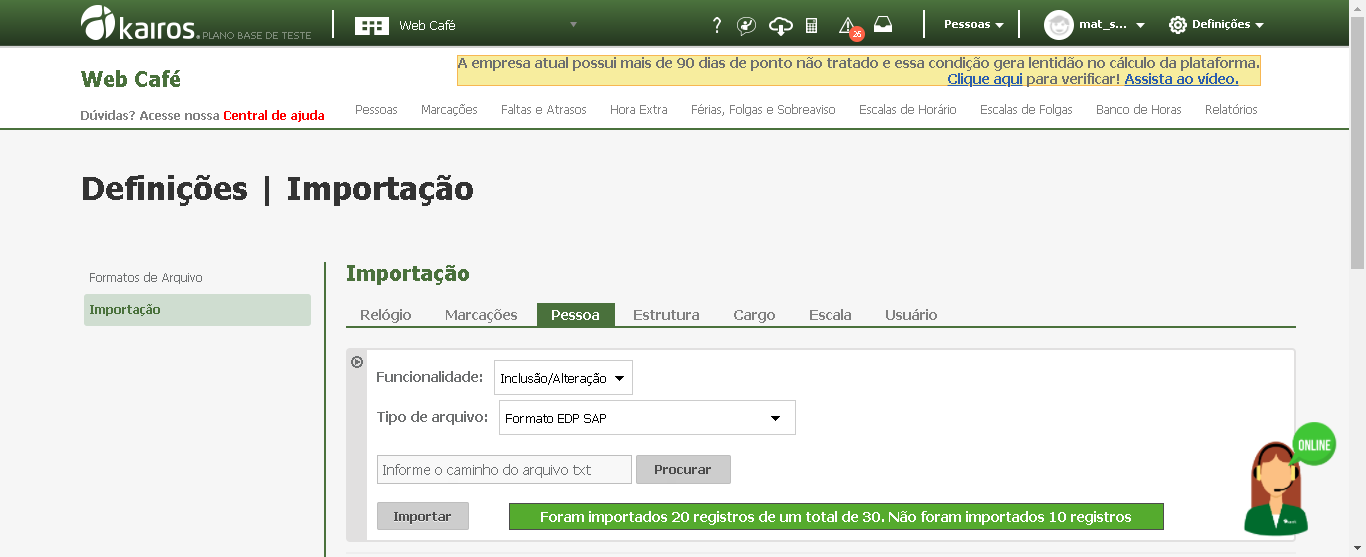 kairos. PLANO BASE DE TESTE
Web Café
?
26
Pessoas
mat_s...
Definições
Web Café
A empresa atual possui mais de 90 dias de ponto não tratado e essa condição gera lentidão no cálculo da plataforma.
Clique aqui para verificar! Assista ao vídeo.
Dúvidas? Acesse nossa Central de ajuda
Pessoas Marcações Faltas e Atrasos Hora Extra Férias, Folgas e Sobreaviso Escalas de Horário Escalas de Folgas Banco de Horas Relatórios
Definições | Importação
Formatos de Arquivo
Importação
Importação
Relógio Marcações Pessoa Estrutura Cargo Escala Usuário
Funcionalidade: Inclusão/Alteração
Tipo de arquivo: Formato EDP SAP
Informe o caminho do arquivo txt Procurar
Importar Foram importados 20 registros de um total de 30. Não foram importados 10 registros
ONLINE